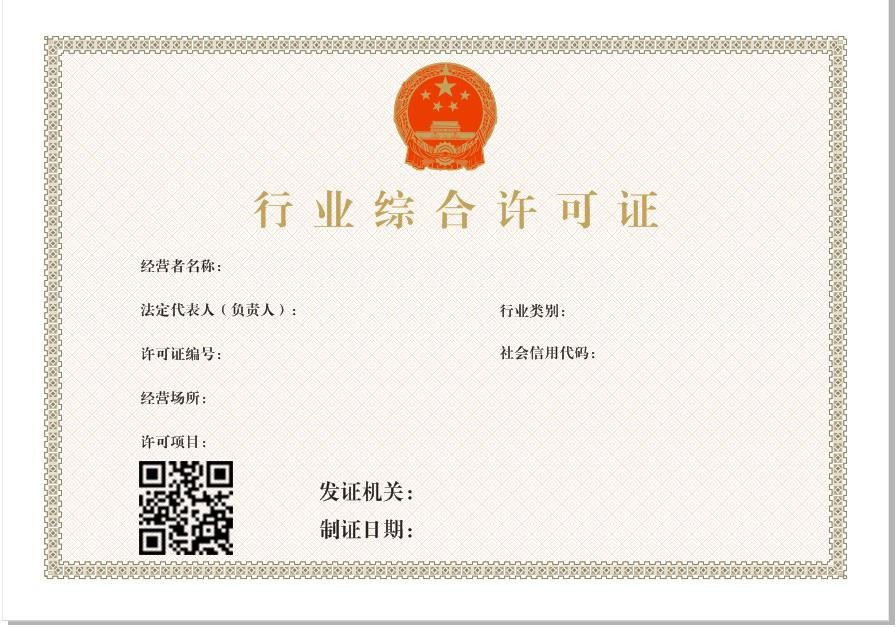 行业综合许可证
经营者名称:
法定代表人(负责人):
行业类别:
许可证编号:
社会信用代码:
经营场所:
许可项目:
发证机关:
制证日期: